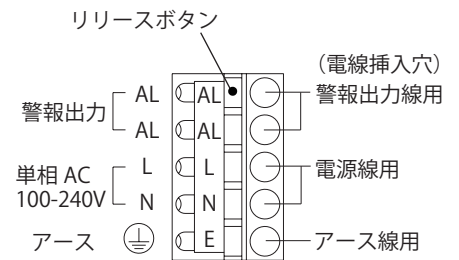 リリースボタン
（電線挿入穴）
AL AL 警報出力線用
警報出力
AL AL
L L 電源線用
単相 AC
100-240V
N N
アース E アース線用